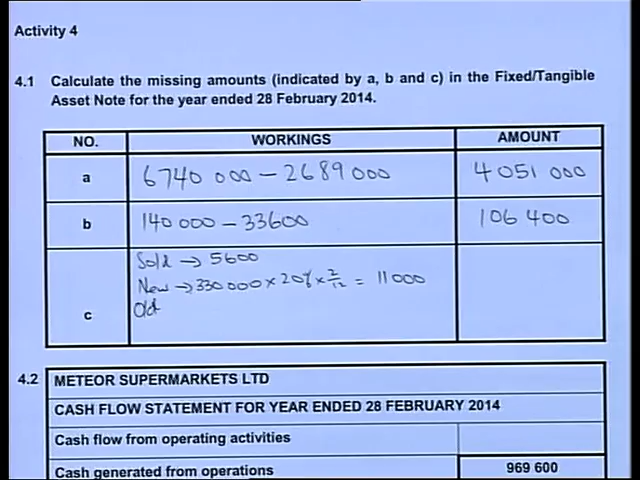 Activity 4
4.1 Calculate the missing amounts (indicated by a, b and c) in the Fixed/Tangible
Asset Note for the year ended 28 February 2014.
NO. WORKINGS AMOUNT
a 6740 000 – 2689 000 4 051 000
b 140 000 – 33600 106 400
Sold → 5600
New → 330 000 × 20% × 2/12 = 11 000
Old
c
4.2 METEOR SUPERMARKETS LTD
CASH FLOW STATEMENT FOR YEAR ENDED 28 FEBRUARY 2014
Cash flow from operating activities
Cash generated from operations 969 600